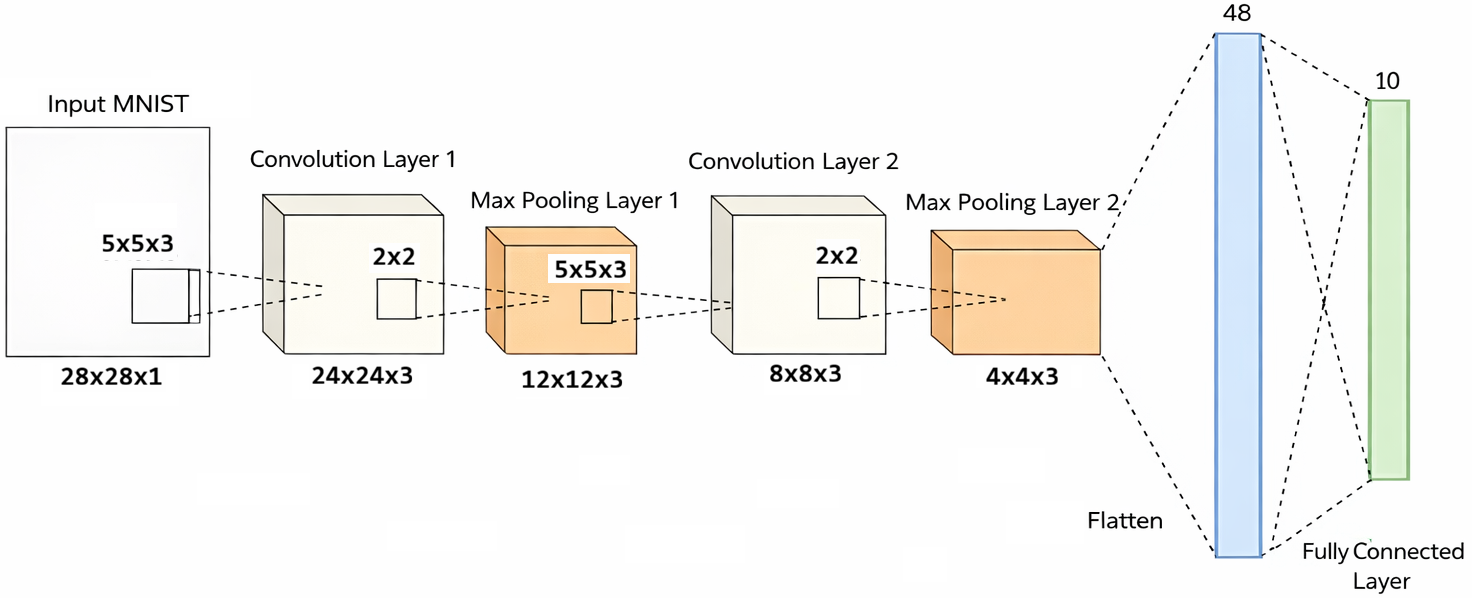 Input MNIST
5x5x3
28x28x1
Convolution Layer 1
2x2
24x24x3
Max Pooling Layer 1
5x5x3
12x12x3
Convolution Layer 2
2x2
8x8x3
Max Pooling Layer 2
4x4x3
Flatten
48
10
Fully Connected
Layer